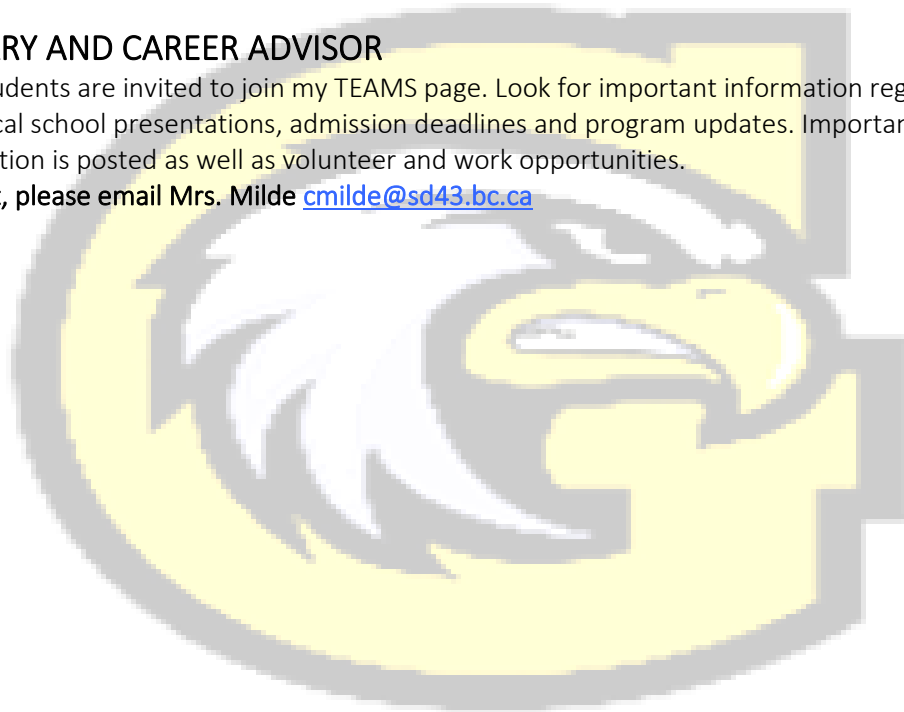 RY AND CAREER ADVISOR
udents are invited to join my TEAMS page. Look for important information reg
cal school presentations, admission deadlines and program updates. Importan
tion is posted as well as volunteer and work opportunities.
, please email Mrs. Milde cmilde@sd43.bc.ca